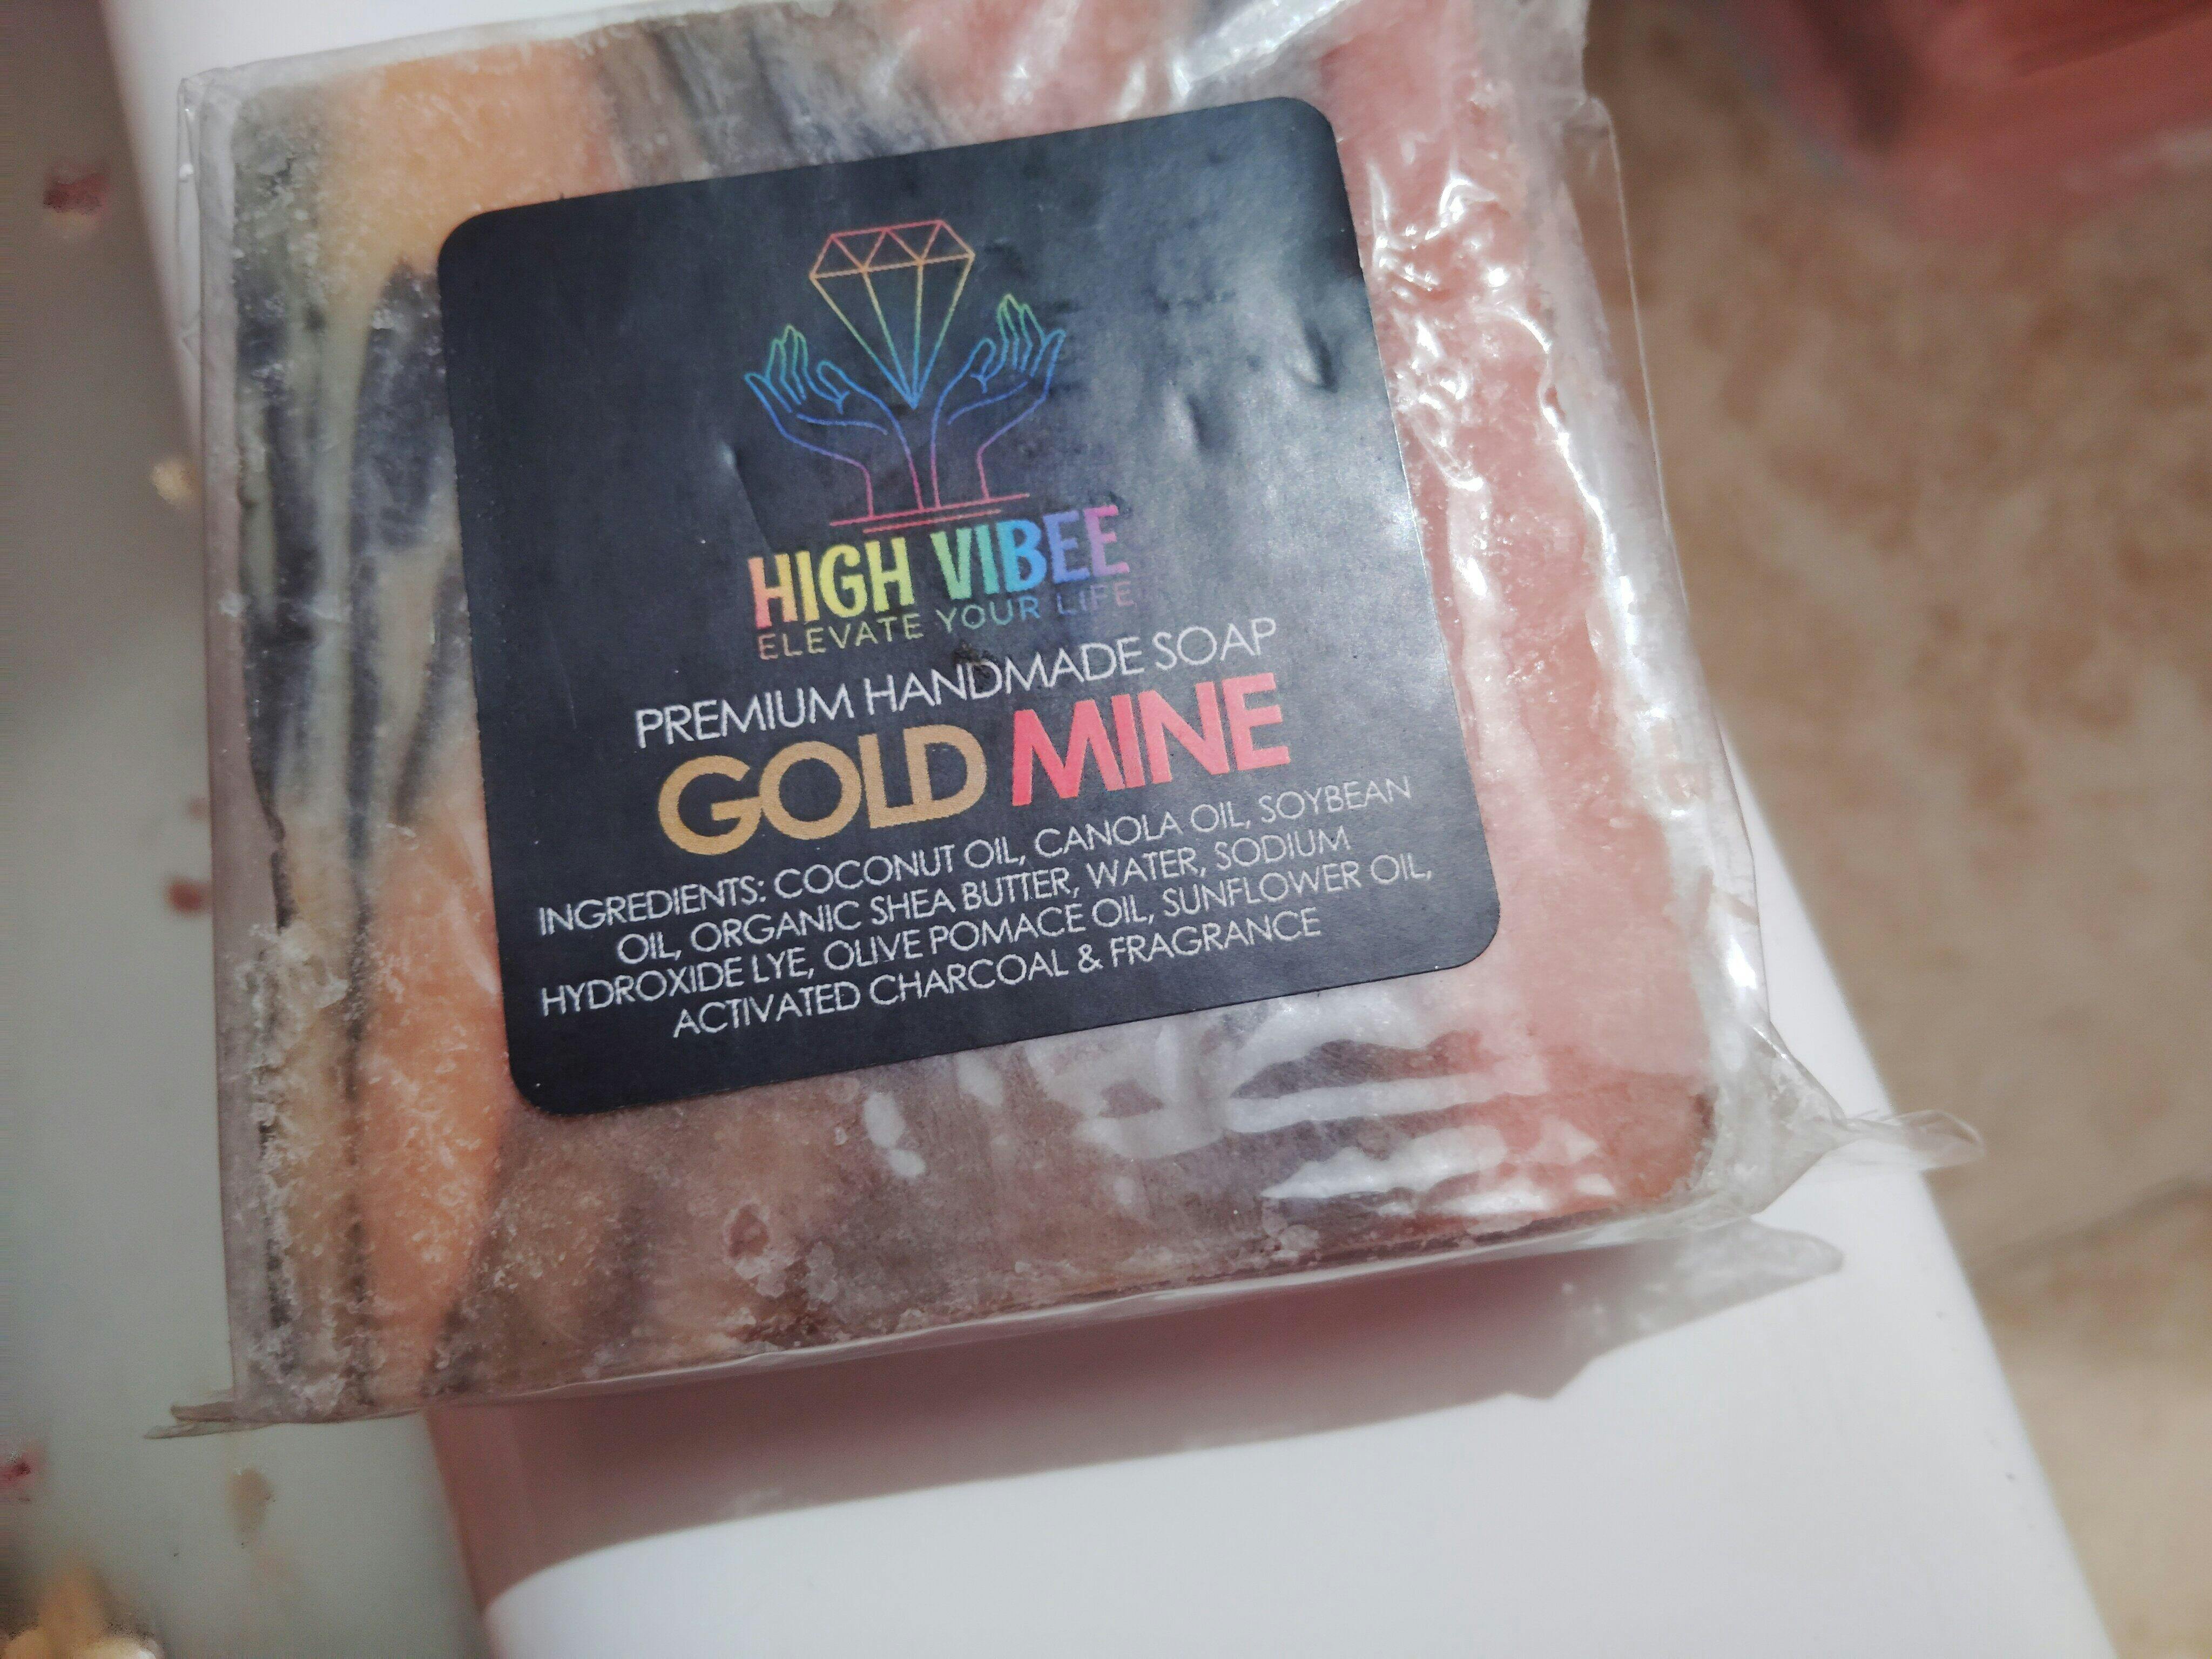 HIGH VIBEE
ELEVATE YOUR LIFE
PREMIUM HANDMADE SOAP
GOLD MINE
INGREDIENTS: COCONUT OIL, CANOLA OIL, SOYBEAN
OIL, ORGANIC SHEA BUTTER, WATER, SODIUM
HYDROXIDE LYE, OLIVE POMACE OIL, SUNFLOWER OIL,
ACTIVATED CHARCOAL & FRAGRANCE